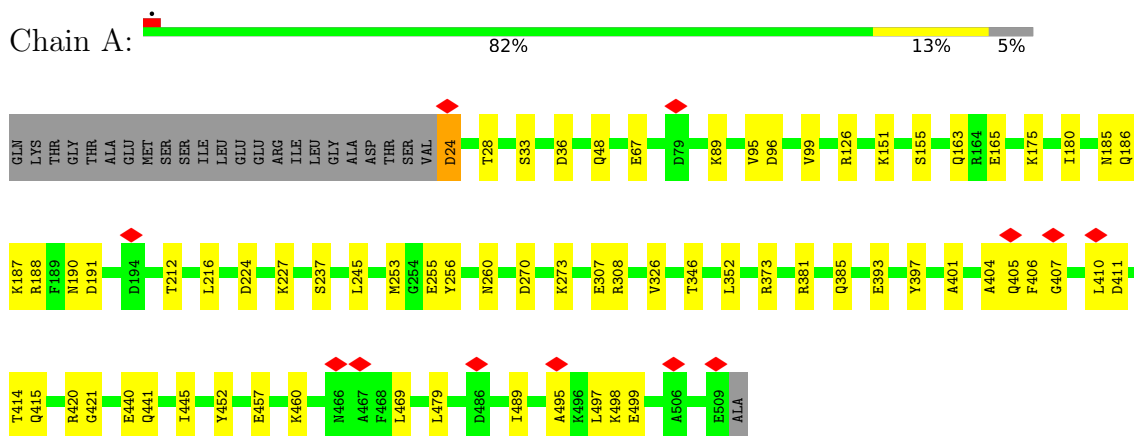 Chain A:
82% 13% 5%
GLN LYS THR GLY THR ALA GLU MET SER SER ILE LEU GLU GLU ARG ILE LEU GLY ALA ASP THR SER VAL D24 T28 S33 D36 Q48 E67 D79 K89 V95 D96 V99 R126 K151 S155 Q163 R164 E165 K175 I180 N185 Q186
K187 R188 F189 N190 D191 D194 T212 L216 D224 K227 S237 L245 M253 G254 E255 Y256 N260 D270 K273 E307 R308 V326 T346 L352 R373 R381 Q385 E393 Y397 A401 A404 Q405 F406 G407 L410 D411
T414 Q415 R420 G421 E440 Q441 I445 Y452 E457 K460 N466 A467 F468 L469 L479 D486 I489 A495 K496 L497 K498 E499 A506 E509 ALA